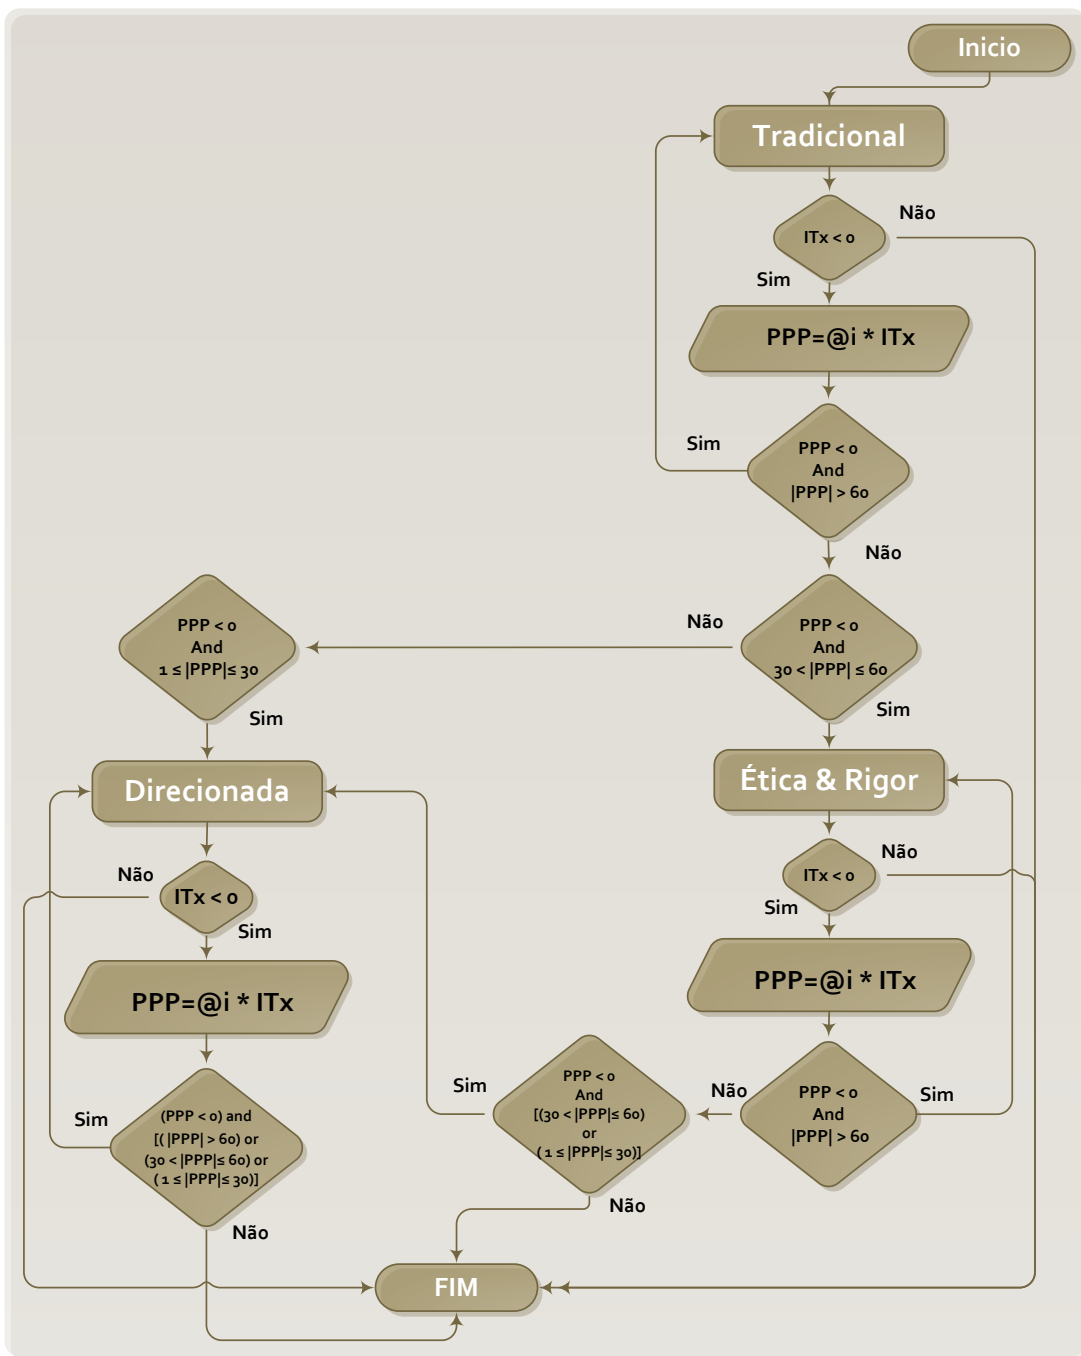 Inicio
Tradicional
Não
ITx < 0
Sim
PPP=@i * ITx
Sim
PPP < 0
And
|PPP| > 60
Não
Não
PPP < 0
And
1 ≤ |PPP|≤ 30
PPP < 0
And
30 < |PPP| ≤ 60
Sim
Sim
Direcionada
Ética & Rigor
Não
ITx < 0
Sim
Não
ITx < 0
Sim
PPP=@i * ITx
PPP=@i * ITx
Sim
(PPP < 0) and
[( |PPP| > 60) or
(30 < |PPP|≤ 60) or
( 1 ≤ |PPP|≤ 30)]
Não
Sim
PPP < 0
And
[(30 < |PPP|≤ 60)
or
( 1 ≤ |PPP|≤ 30)]
Não
Não
PPP < 0
And
|PPP| > 60
Sim
FIM